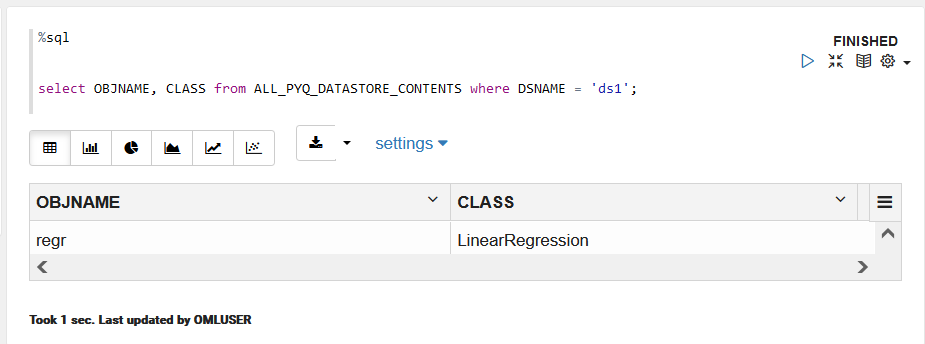 %sql
FINISHED
select OBJNAME, CLASS from ALL_PYQ_DATASTORE_CONTENTS where DSNAME = 'ds1';
settings
OBJNAME CLASS
regr LinearRegression
Took 1 sec. Last updated by OMLUSER